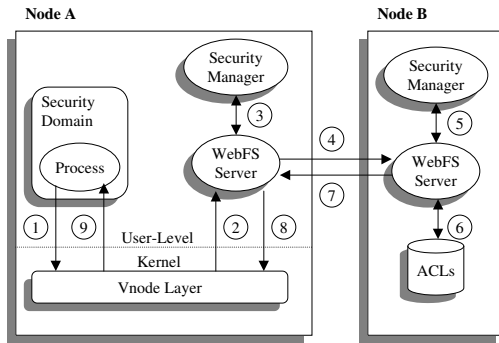 Node A
Node B
Security
Manager
Security
Manager
Security
Domain
3
5
4
Process
WebFS
Server
WebFS
Server
7
1
9
2
8
6
User-Level
Kernel
Vnode Layer
ACLs